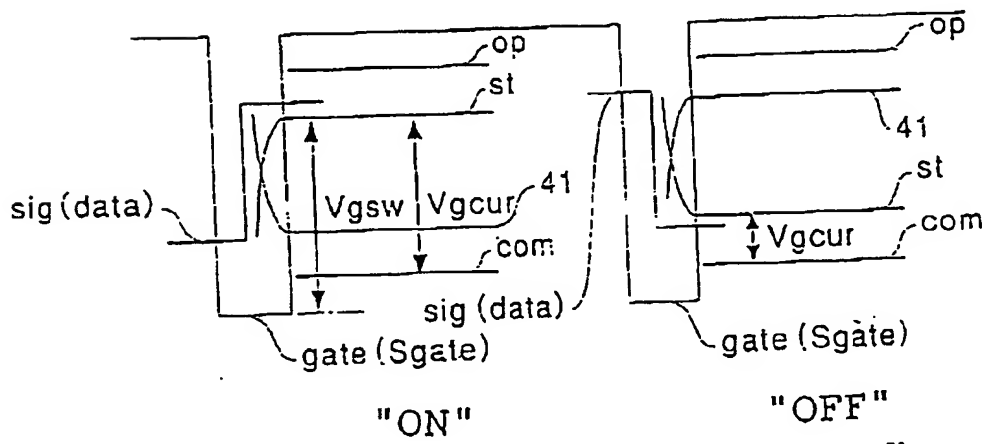 op
st
41
sig(data)
Vgsw
Vgcur
com
gate(Sgate)
"ON"
op
41
st
Vgcur
com
sig(data)
gate(Sgate)
"OFF"